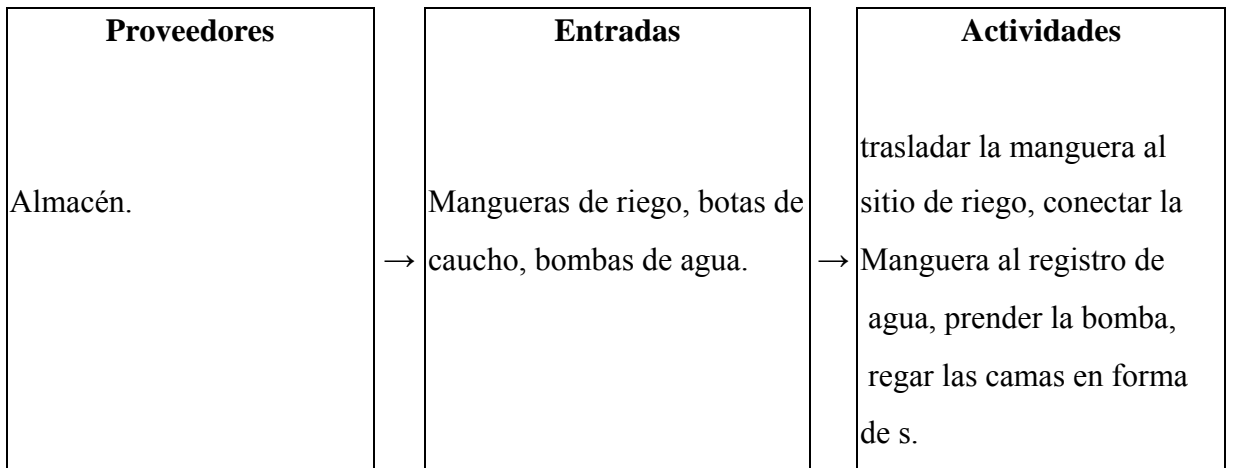 Proveedores
Almacén.
→
Entradas
Mangueras de riego, botas de
caucho, bombas de agua.
→
Actividades
trasladar la manguera al
sitio de riego, conectar la
Manguera al registro de
agua, prender la bomba,
regar las camas en forma
de s.